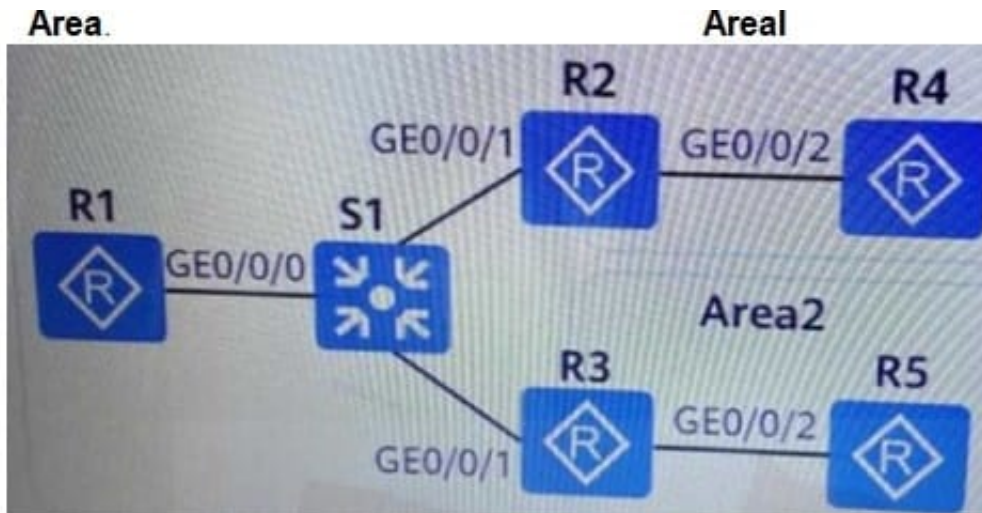 Area.
Areal
R2
R4
GE0/0/1
GE0/0/2
R
R
R1
S1
GE0/0/0
R
Area2
R3
R5
GE0/0/2
R
R
GE0/0/1